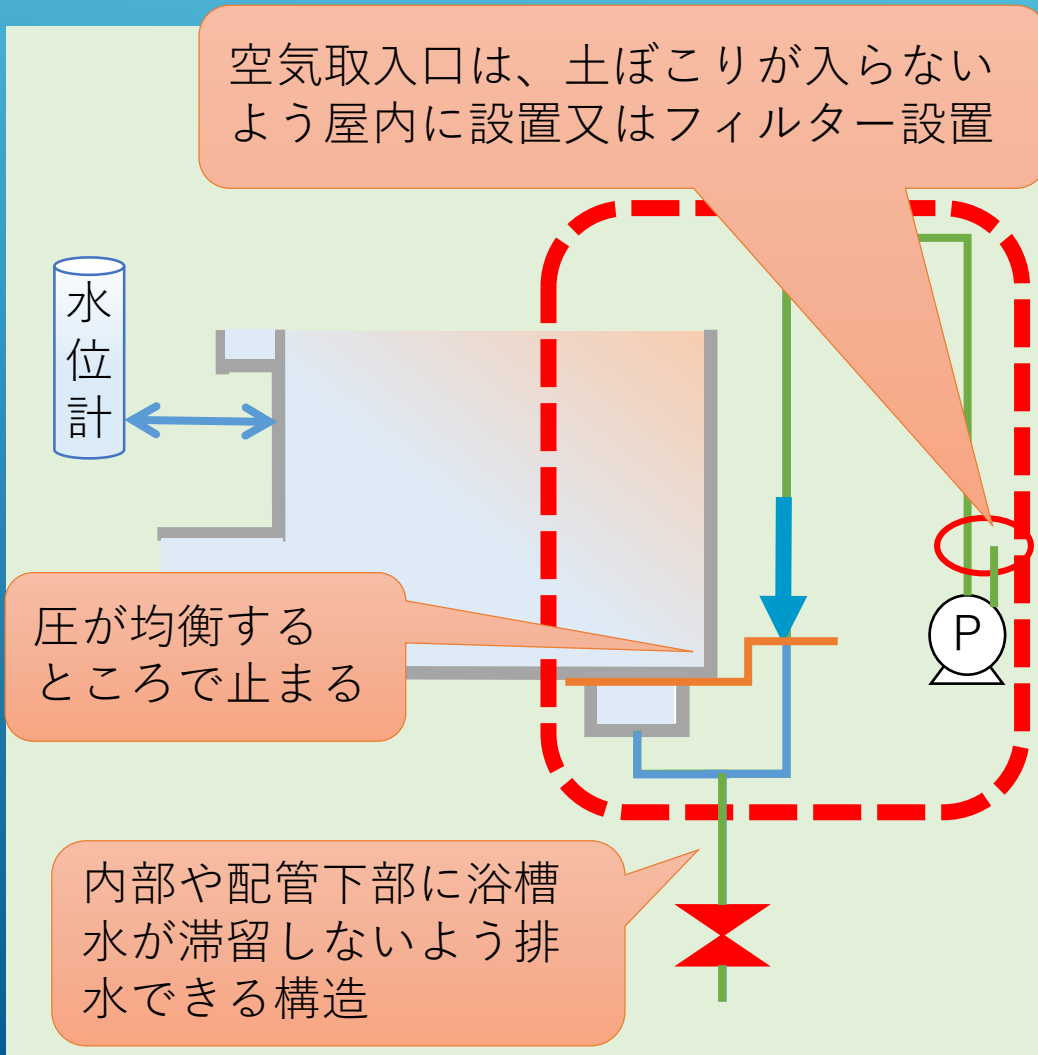 空気取入口は、土ぼこりが入らない
よう屋内に設置又はフィルター設置
水
位
計
圧が均衡する
ところで止まる
P
内部や配管下部に浴槽
水が滞留しないよう排
水できる構造